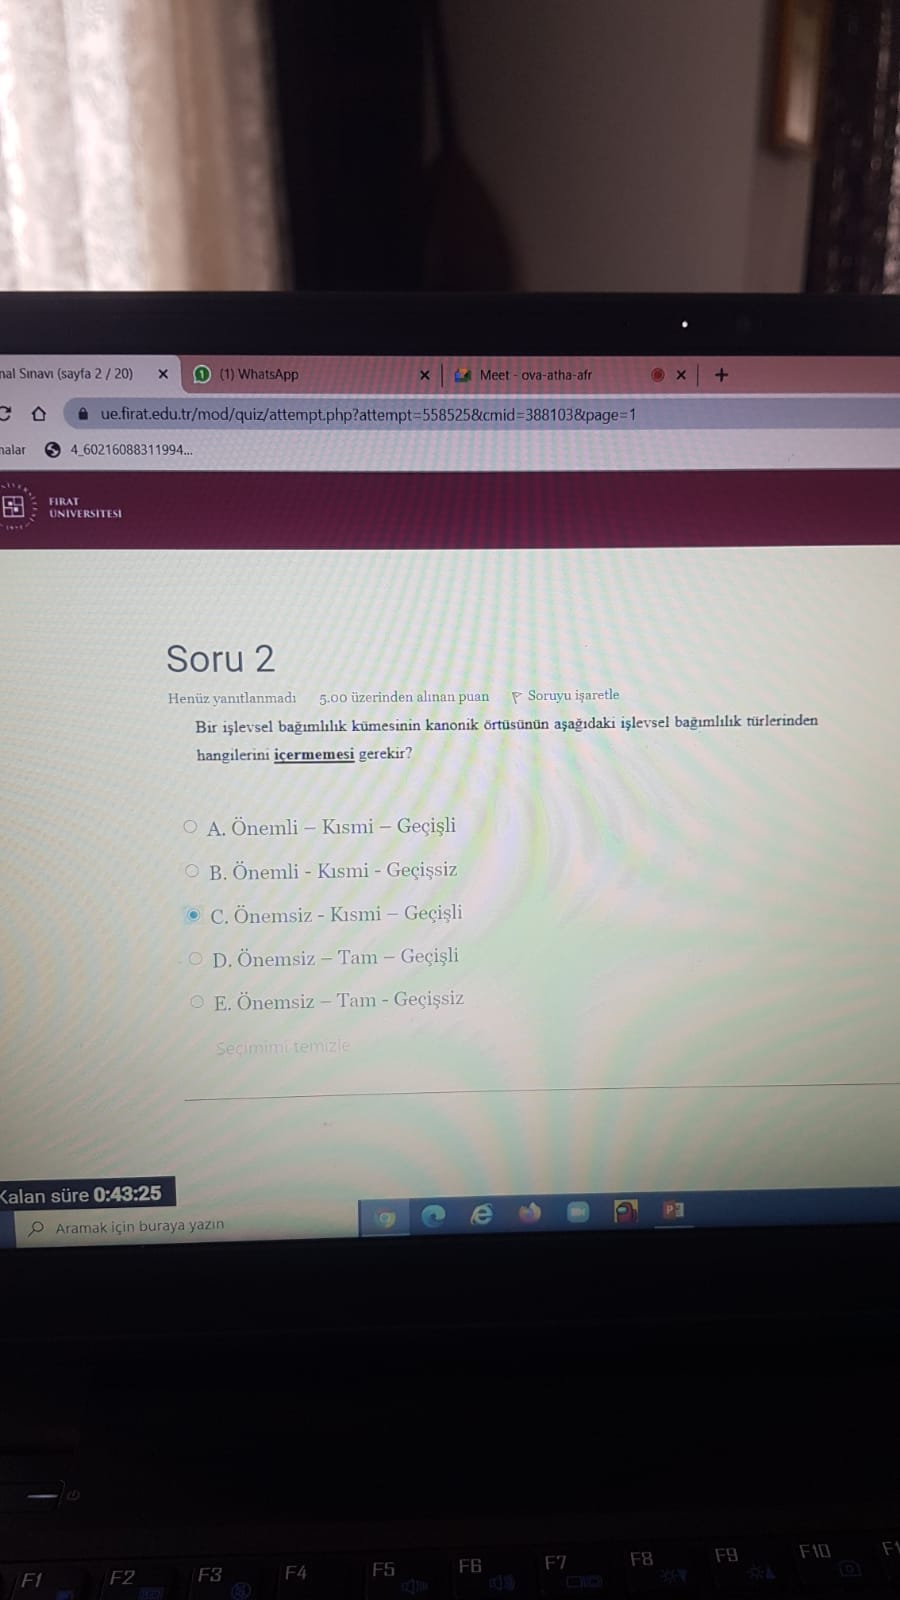 nal Sınavı (sayfa 2 / 20)
(1) WhatsApp
Meet - ova-atha-afr
ue.firat.edu.tr/mod/quiz/attempt.php?attempt=558525&cmid=388103&page=1
malar
4_60216088311994...
FIRAT
ÜNİVERSİTESİ
Soru 2
Henüz yanıtlanmadı 5.00 üzerinden alınan puan Soruyu işaretle
Bir işlevsel bağımlılık kümesinin kanonik örtüsünün aşağıdaki işlevsel bağımlılık türlerinden
hangilerini içermemesi gerekir?
A. Önemli – Kısmi – Geçişli
B. Önemli - Kısmi - Geçişsiz
C. Önemsiz - Kısmi – Geçişli
D. Önemsiz – Tam – Geçişli
E. Önemsiz – Tam - Geçişsiz
Seçimimi temizle
Kalan süre 0:43:25
Aramak için buraya yazın
F1 F2 F3 F4 F5 F6 F7 F8 F9 F10